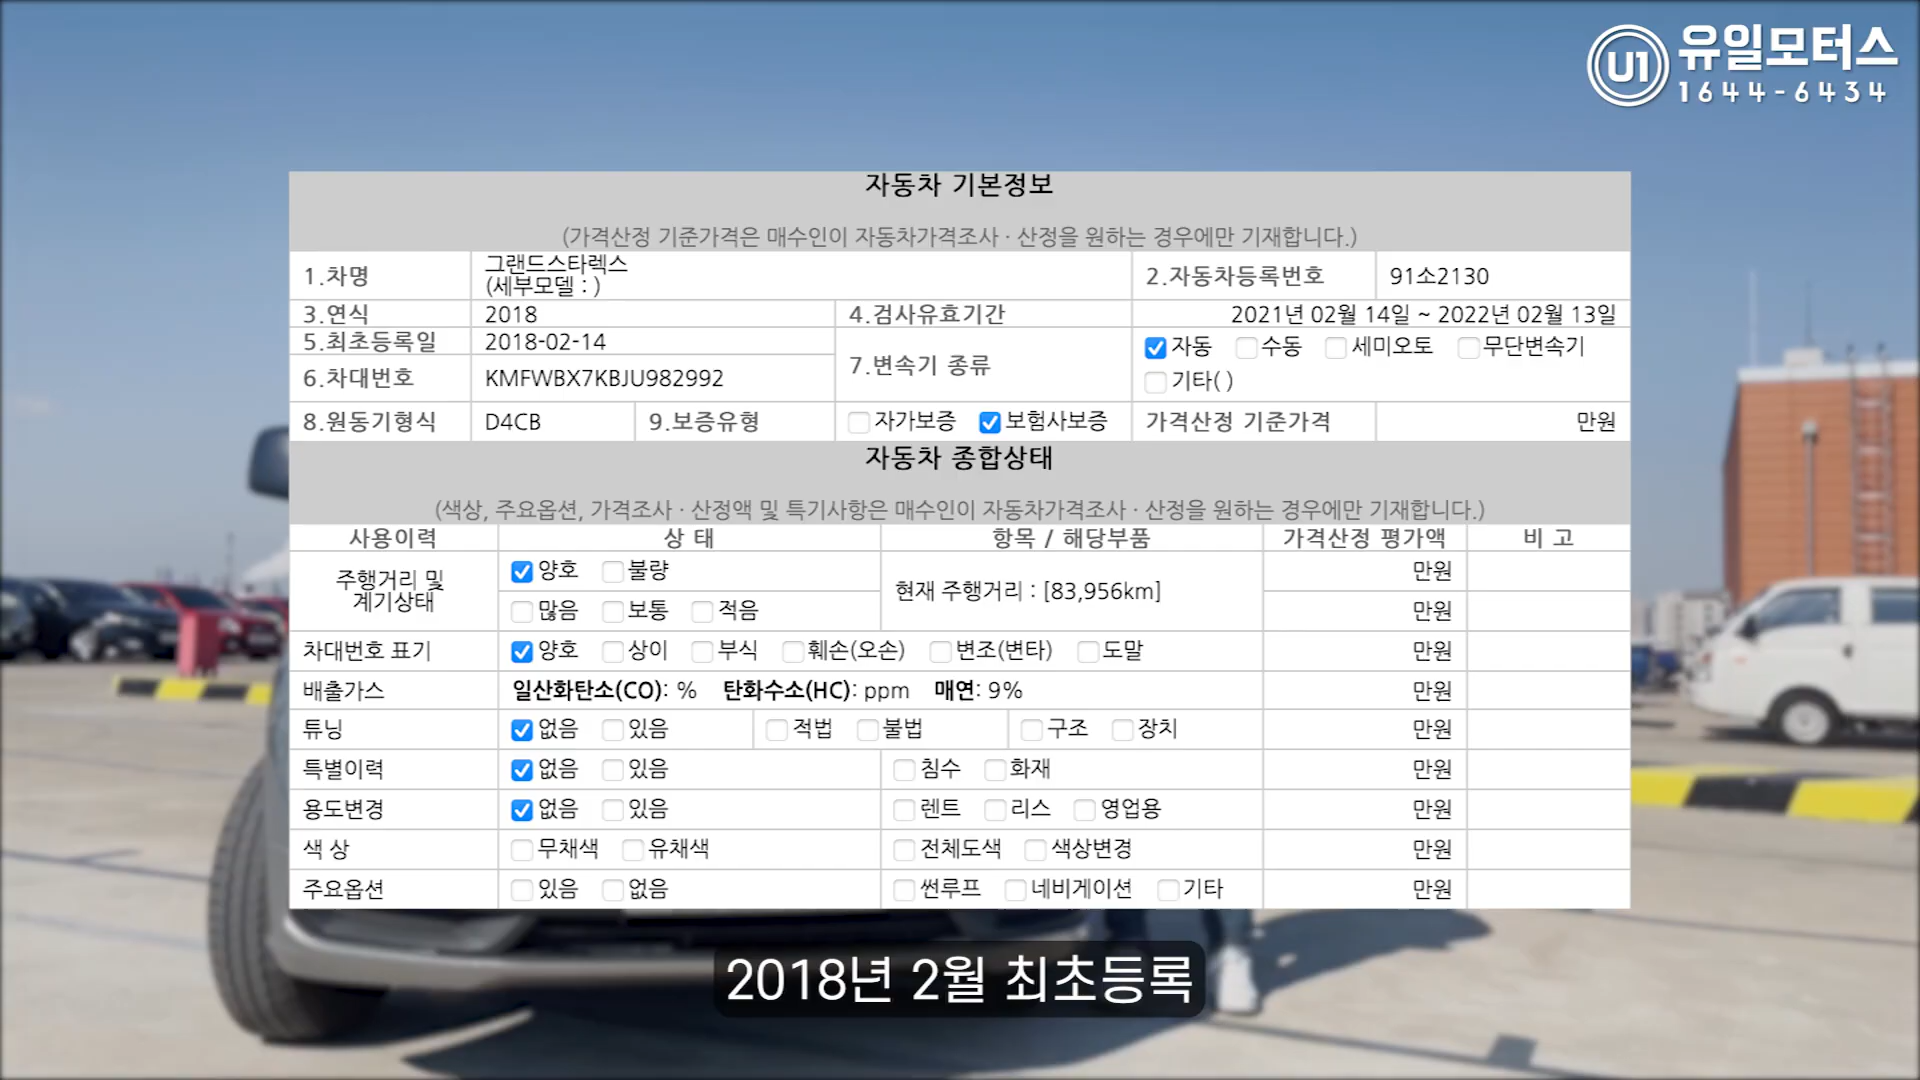 U1 유일모터스
1644-6434
자동차 기본정보
(가격산정 기준가격은 매수인이 자동차가격조사 · 산정을 원하는 경우에만 기재합니다.)
1.차명 그랜드스타렉스 (세부모델 : ) 2.자동차등록번호 91소2130
3.연식 2018 4.검사유효기간 2021년 02월 14일 ~ 2022년 02월 13일
5.최초등록일 2018-02-14 7.변속기 종류 자동 수동 세미오토 무단변속기 기타( )
6.차대번호 KMFWBX7KBJU982992
8.원동기형식 D4CB 9.보증유형 자가보증 보험사보증 가격산정 기준가격 만원
자동차 종합상태
(색상, 주요옵션, 가격조사 · 산정액 및 특기사항은 매수인이 자동차가격조사 · 산정을 원하는 경우에만 기재합니다.)
사용이력 상 태 항목 / 해당부품 가격산정 평가액 비 고
주행거리 및 계기상태 양호 불량 현재 주행거리 : [83,956km] 만원
많음 보통 적음 만원
차대번호 표기 양호 상이 부식 훼손(오손) 변조(변타) 도말 만원
배출가스 일산화탄소(CO): % 탄화수소(HC): ppm 매연: 9% 만원
튜닝 없음 있음 적법 불법 구조 장치 만원
특별이력 없음 있음 침수 화재 만원
용도변경 없음 있음 렌트 리스 영업용 만원
색 상 무채색 유채색 전체도색 색상변경 만원
주요옵션 있음 없음 썬루프 네비게이션 기타 만원
2018년 2월 최초등록